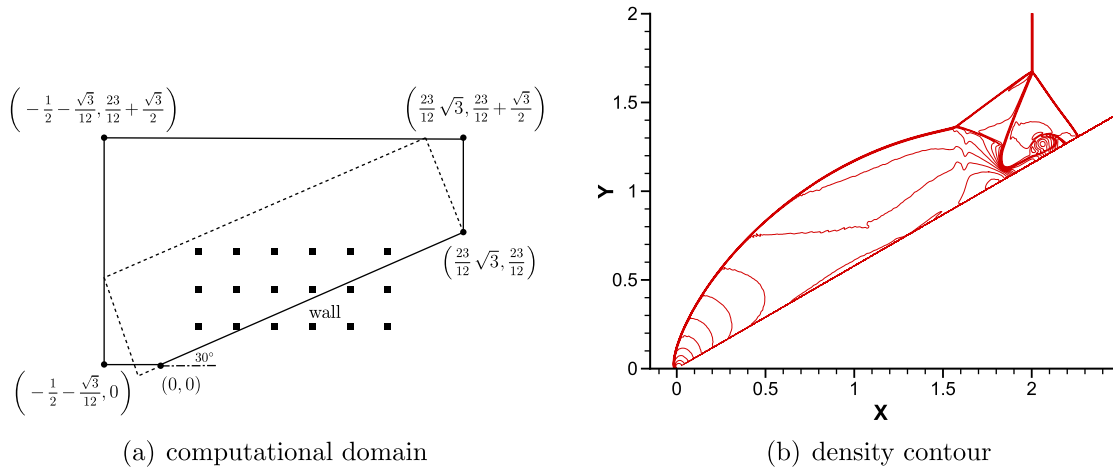 (-1/2 - √3/12, 23/12 + √3/2)
(23/12 √3, 23/12 + √3/2)
(23/12 √3, 23/12)
wall
30°
(-1/2 - √3/12, 0)
(0, 0)
(a) computational domain
2
1.5
1
0.5
0
Y
0 0.5 1 1.5 2
X
(b) density contour